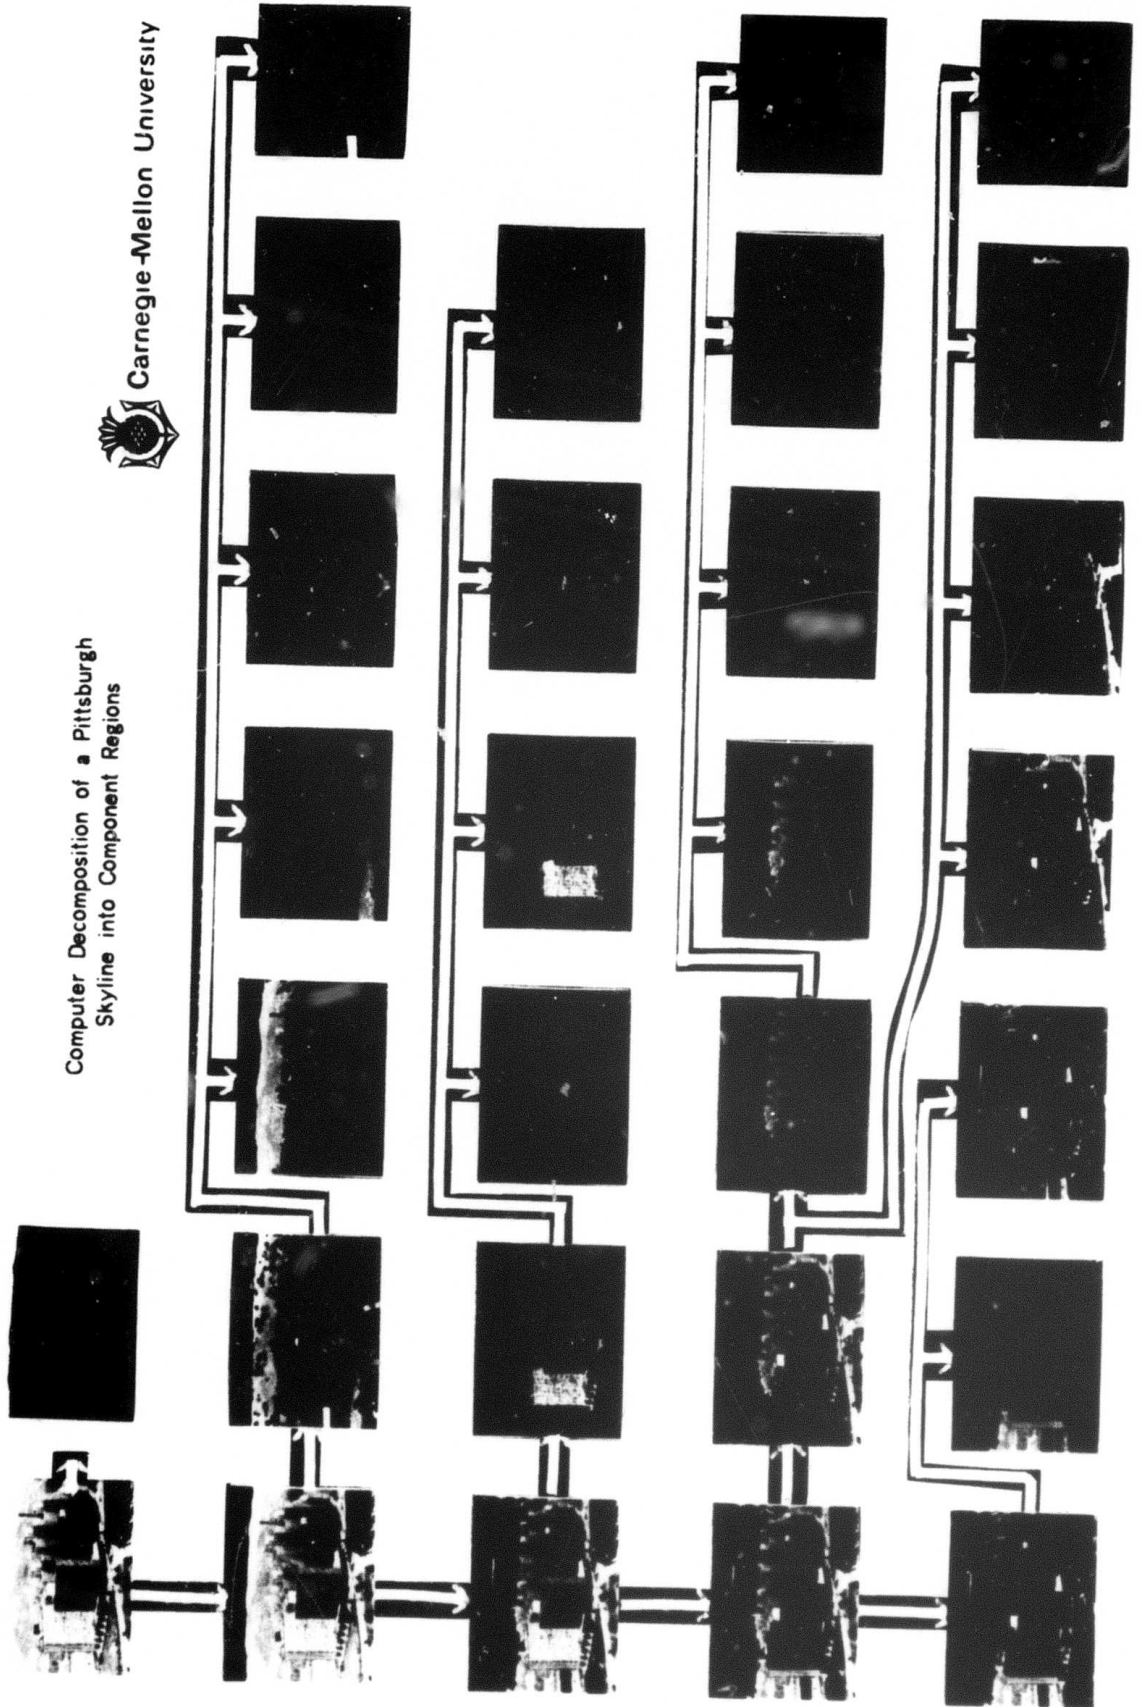 Computer Decomposition of a Pittsburgh
Skyline into Component Regions
Carnegie-Mellon University